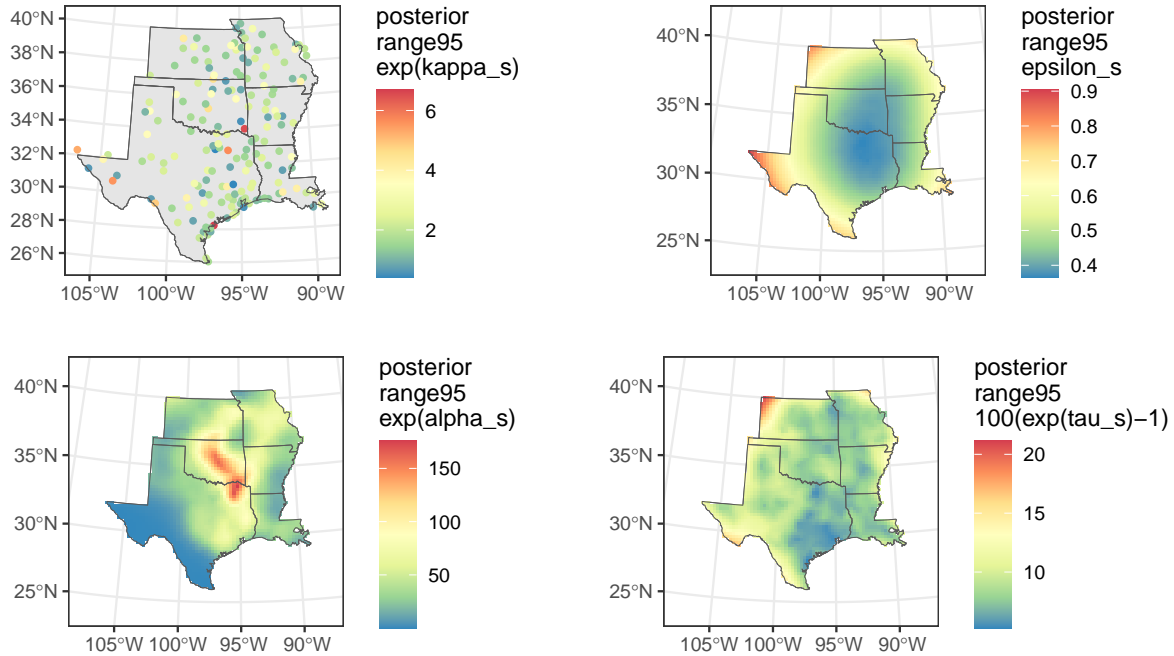 40°N
38°N
36°N
34°N
32°N
30°N
28°N
26°N
105°W 100°W 95°W 90°W
posterior
range95
exp(kappa_s)
6
4
2
40°N
35°N
30°N
25°N
105°W 100°W 95°W 90°W
posterior
range95
epsilon_s
0.9
0.8
0.7
0.6
0.5
0.4
40°N
35°N
30°N
25°N
105°W 100°W 95°W 90°W
posterior
range95
exp(alpha_s)
150
100
50
40°N
35°N
30°N
25°N
105°W 100°W 95°W 90°W
posterior
range95
100(exp(tau_s)−1)
20
15
10